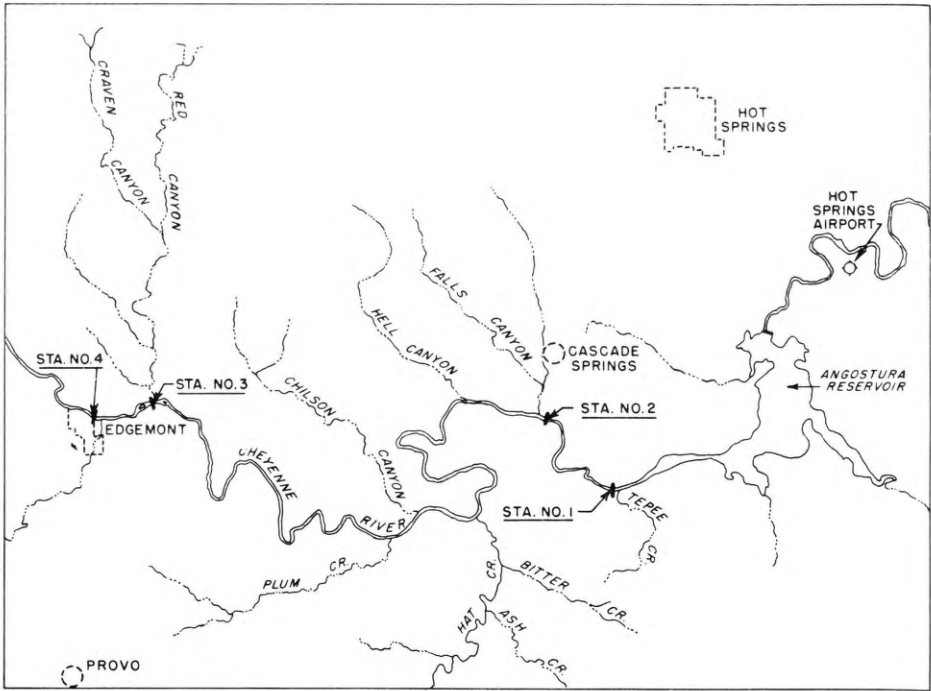 CRAVEN
CANYON
RED
CANYON
HOT
SPRINGS
HOT
SPRINGS
AIRPORT
FALLS
CANYON
HELL
CANYON
CASCADE
SPRINGS
ANGOSTURA
RESERVOIR
STA. NO. 4
STA. NO. 3
EDGEMONT
CHILSON
CANYON
STA. NO. 2
CHEYENNE
RIVER
STA. NO. 1
TEPEE
CR.
PLUM
CR.
HAT
CR.
BITTER
CR.
ASH
CR.
PROVO